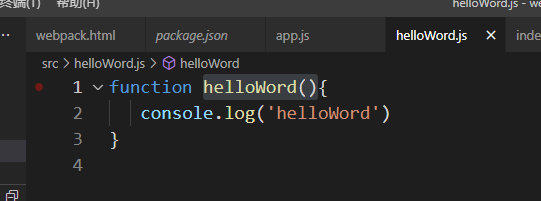 终端(T) 帮助(H) helloWord.js - w
webpack.html package.json app.js helloWord.js inde
src > helloWord.js > helloWord
1 function helloWord(){
2 console.log('helloWord')
3 }
4